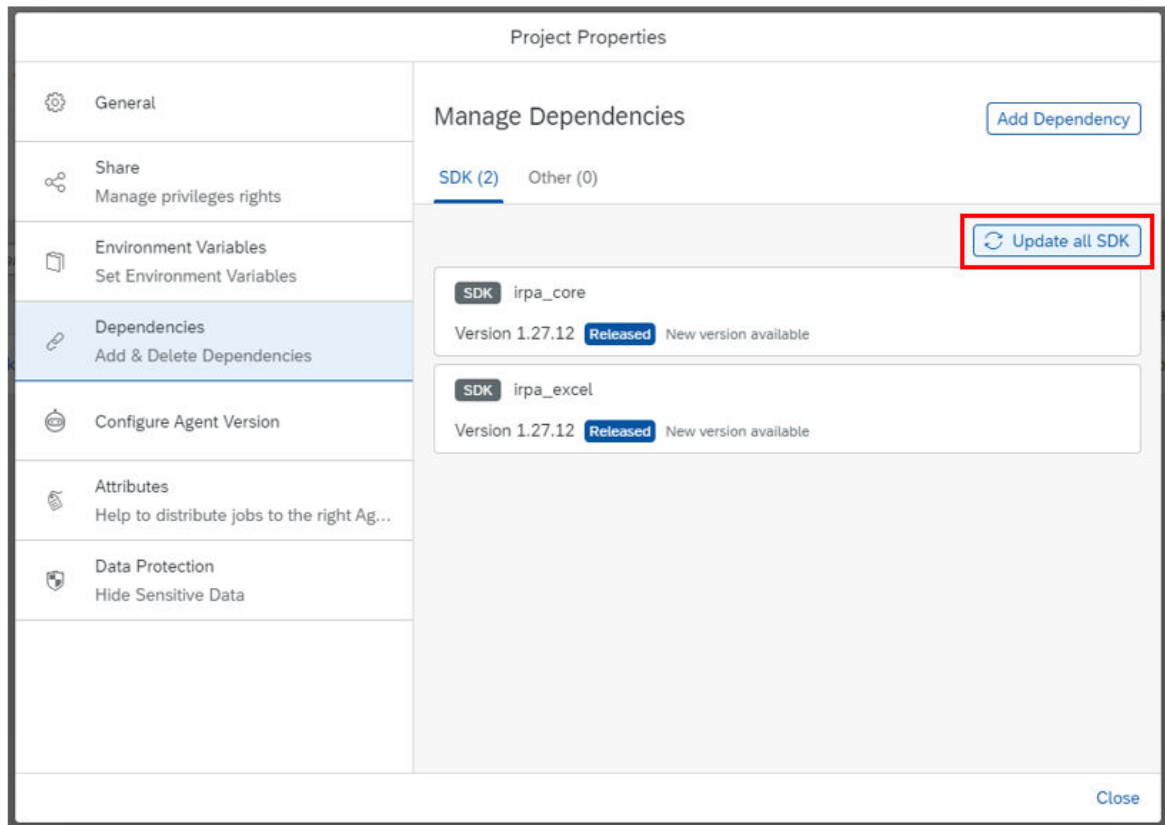 Project Properties
General
Share
Manage privileges rights
Environment Variables
Set Environment Variables
Dependencies
Add & Delete Dependencies
Configure Agent Version
Attributes
Help to distribute jobs to the right Ag...
Data Protection
Hide Sensitive Data
Manage Dependencies
Add Dependency
SDK (2) Other (0)
Update all SDK
SDK irpa_core
Version 1.27.12 Released New version available
SDK irpa_excel
Version 1.27.12 Released New version available
Close